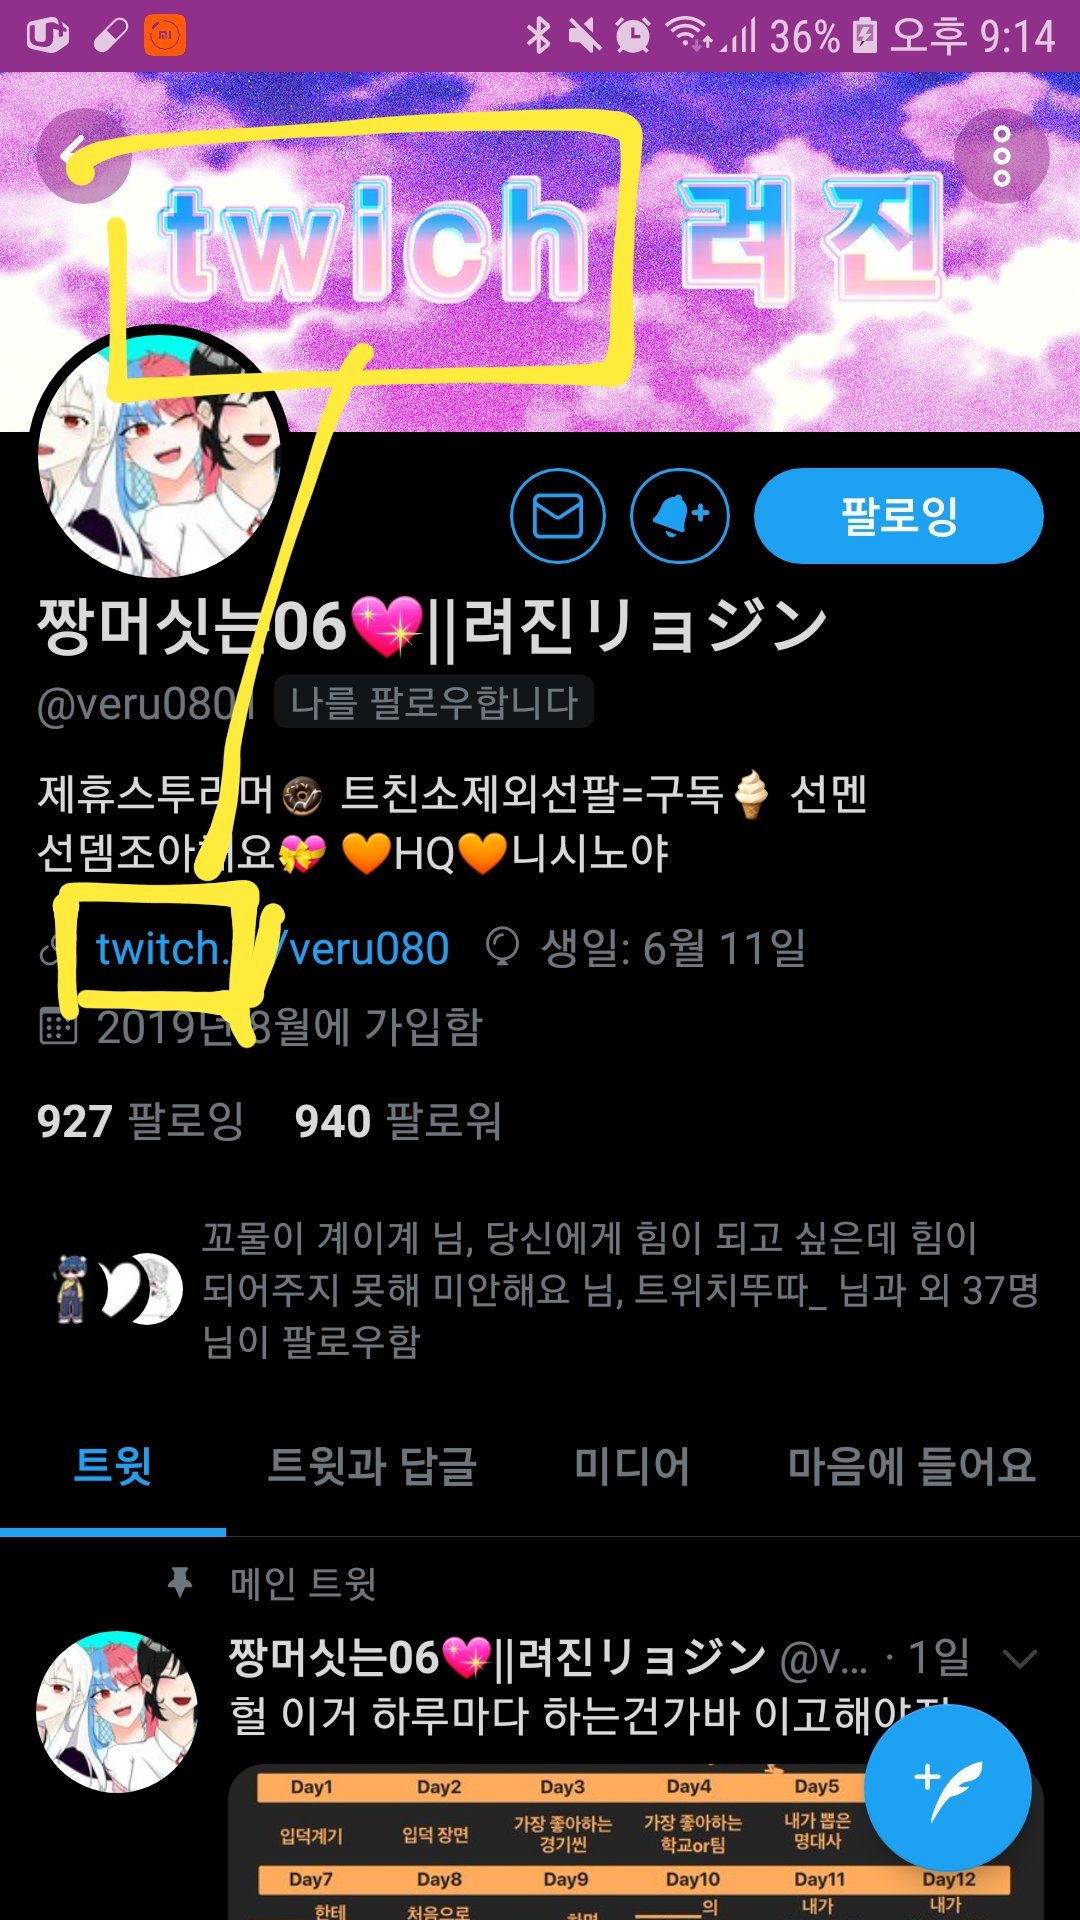 36% 오후 9:14
twich 려진
팔로잉
짱머싯는06💖||려진リョジン
@veru0801 나를 팔로우합니다
제휴스투리머🍩 트친소제외선팔=구독🍦 선멘
선뎀조아해요💝 🧡HQ🧡니시노야
twitch. /veru080 생일: 6월 11일
2019년 8월에 가입함
927 팔로잉 940 팔로워
꼬물이 계이계 님, 당신에게 힘이 되고 싶은데 힘이
되어주지 못해 미안해요 님, 트위치뚜따_ 님과 외 37명
님이 팔로우함
트윗 트윗과 답글 미디어 마음에 들어요
메인 트윗
짱머싯는06💖||려진リョジン @v... · 1일
헐 이거 하루마다 하는건가바 이고해야
Day1 Day2 Day3 Day4 Day5
입덕계기 입덕 장면 가장 좋아하는 경기씬 가장 좋아하는 학교or팀 내가 뽑은 명대사
Day7 Day8 Day9 Day10 Day11 Day12
한테 처음으로 ______의 내가 내가